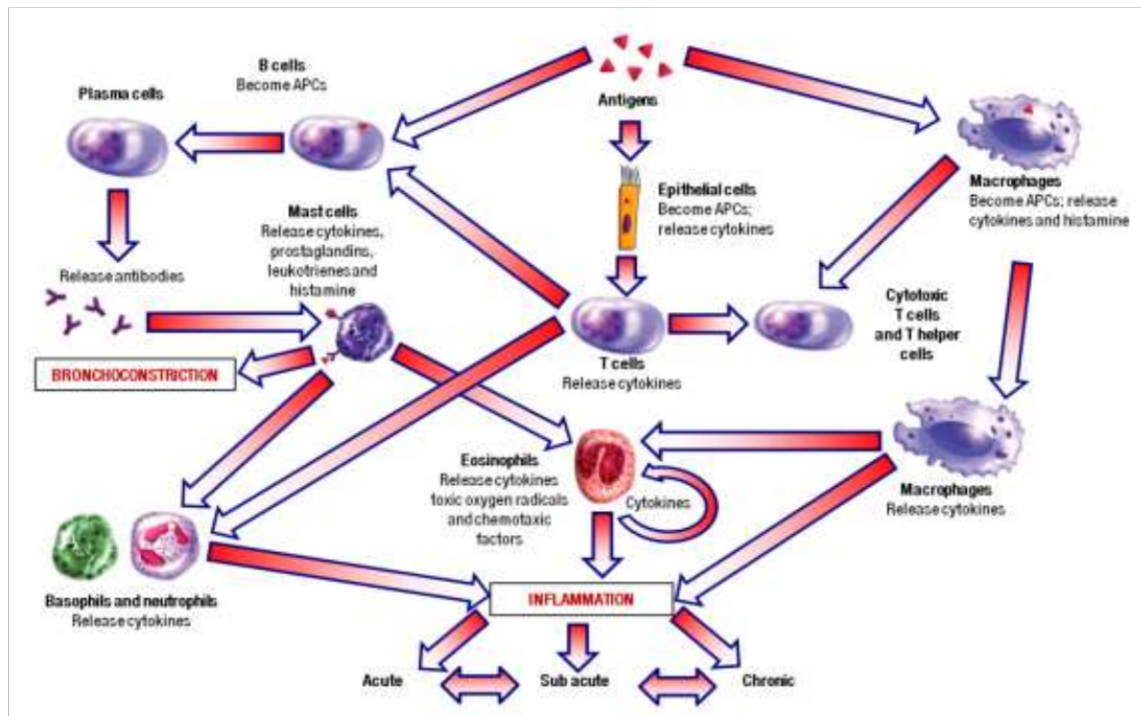 B cells
Become APCs
Plasma cells
Antigens
Macrophages
Become APCs; release
cytokines and histamine
Epithelial cells
Become APCs;
release cytokines
Mast cells
Release cytokines,
prostaglandins,
leukotrienes and
histamine
Release antibodies
Cytotoxic
T cells
and T helper
cells
BRONCHOCONSTRICTION
T cells
Release cytokines
Eosinophils
Release cytokines
toxic oxygen radicals
and chemotaxic
factors
Cytokines
Macrophages
Release cytokines
Basophils and neutrophils
Release cytokines
INFLAMMATION
Acute
Sub acute
Chronic